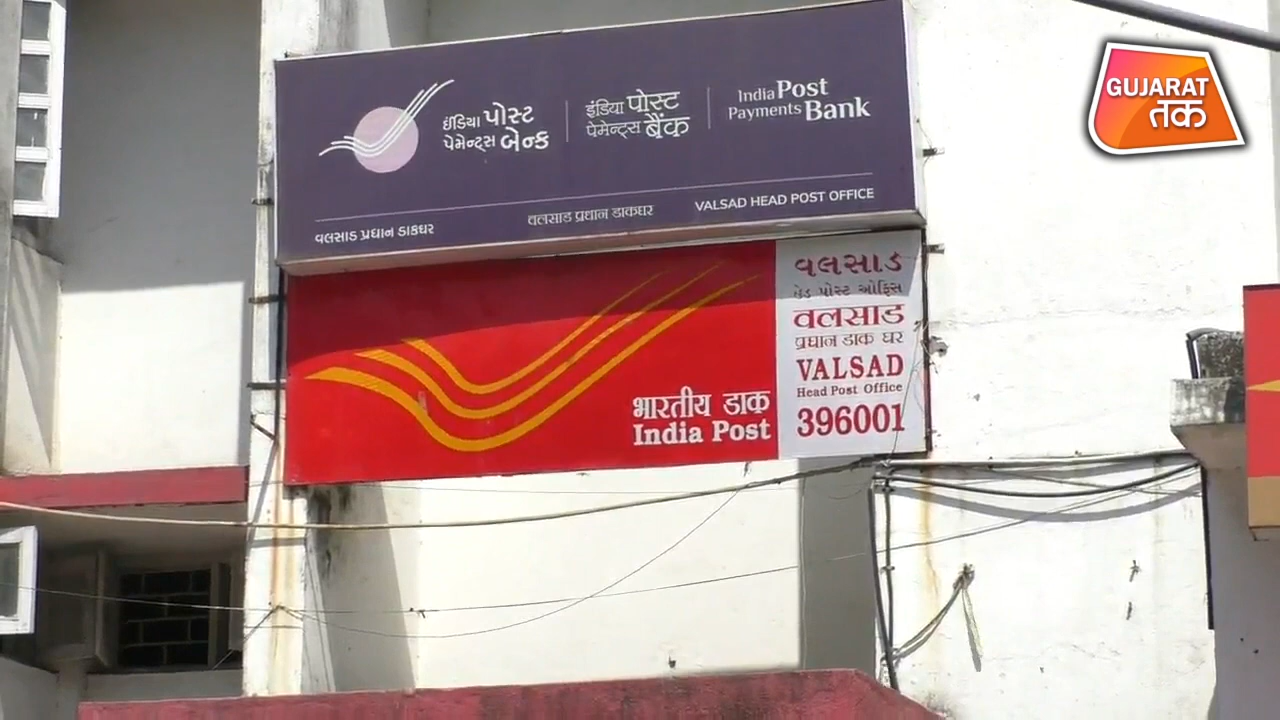 ઇંડિયા પોસ્ટ
પેમેન્ટ્સ બેન્ક
इंडिया पोस्ट
पेमेन्ट्स बैंक
India Post
Payments Bank
વલસાડ પ્રધાન ડાકઘર
वलसाड प्रधान डाकघर
VALSAD HEAD POST OFFICE
भारतीय डाक
India Post
વલસાડ
હેડ પોસ્ટ ઓફિસ
वलसाड
प्रधान डाक घर
VALSAD
Head Post Office
396001
GUJARAT
तक